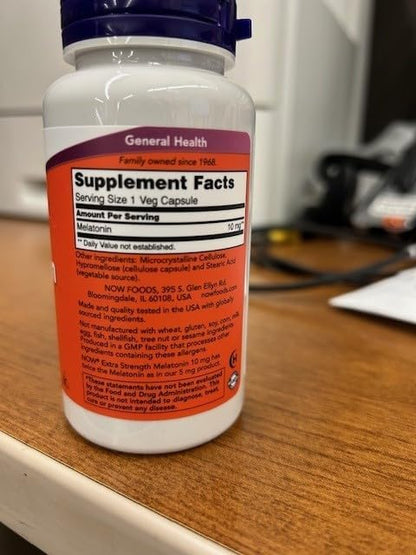 General Health
Family owned since 1968.
Supplement Facts
Serving Size 1 Veg Capsule
Amount Per Serving
Melatonin 10 mg**
** Daily Value not established.
Other ingredients: Microcrystalline Cellulose,
Hypromellose (cellulose capsule) and Stearic Acid
(vegetable source).
NOW FOODS, 395 S. Glen Ellyn Rd.
Bloomingdale, IL 60108, USA nowfoods.com
Made and quality tested in the USA with globally
sourced ingredients.
Not manufactured with wheat, gluten, soy, corn, milk,
egg, fish, shellfish, tree nut or sesame ingredients.
Produced in a GMP facility that processes other
ingredients containing these allergens.
NOW® Extra Strength Melatonin 10 mg has
twice the Melatonin as in our 5 mg product.
*These statements have not been evaluated
by the Food and Drug Administration. This
product is not intended to diagnose, treat,
cure or prevent any disease.